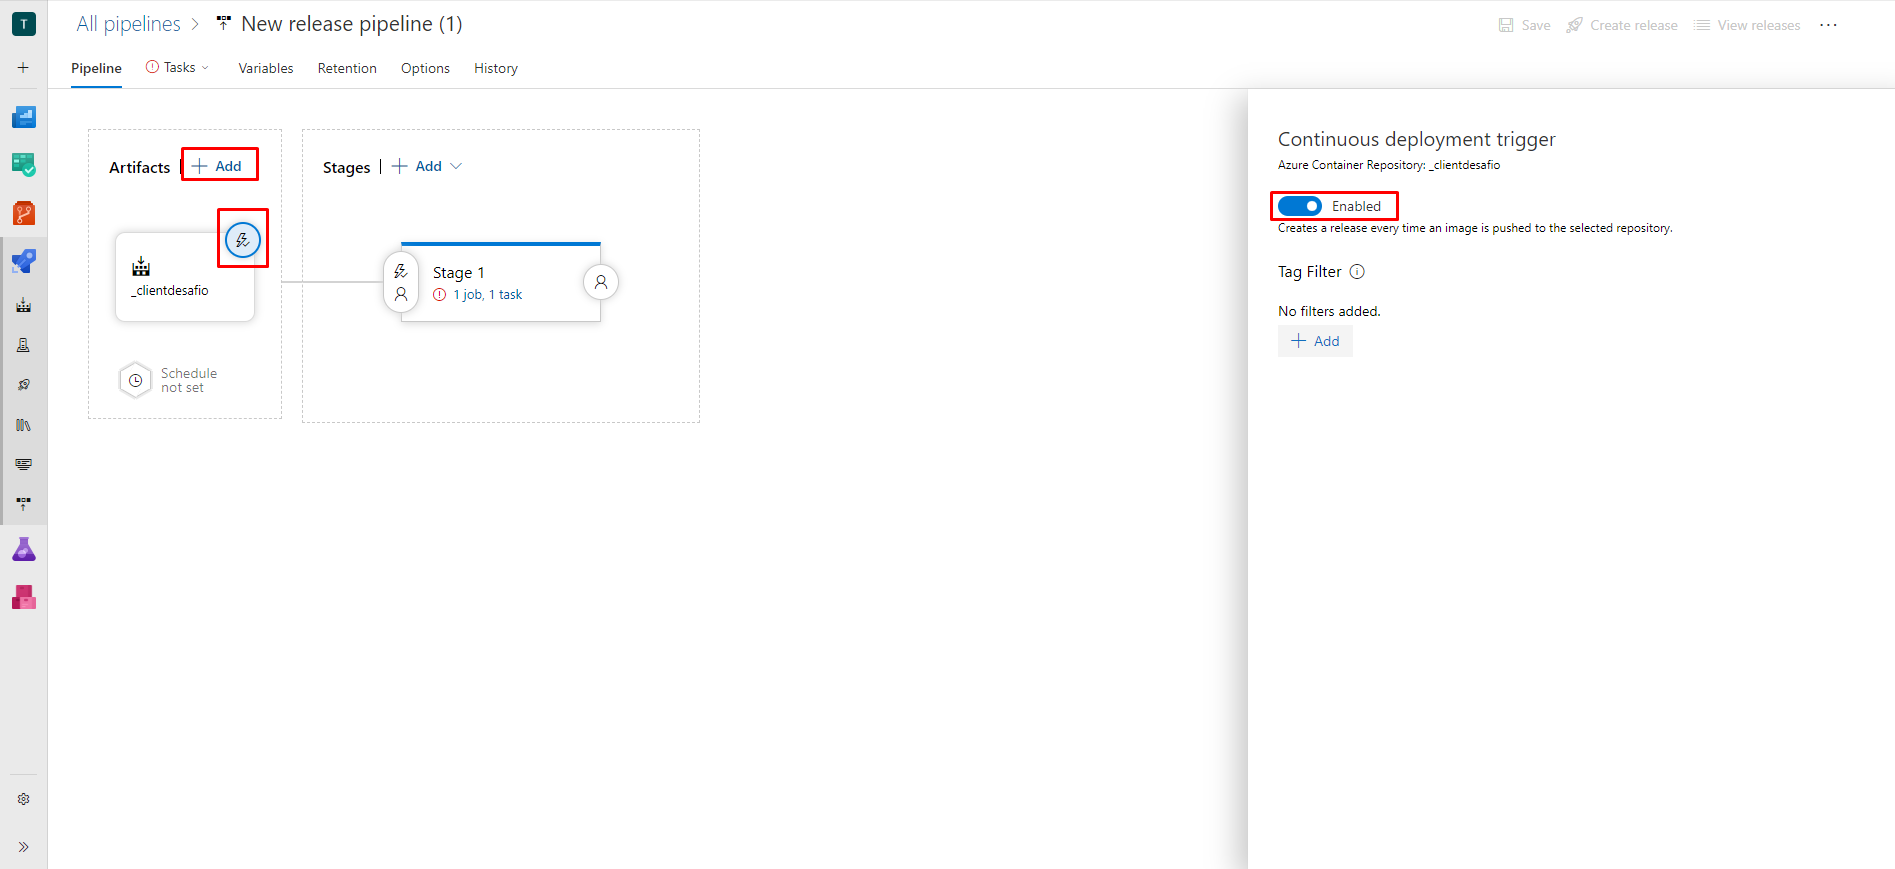 T
All pipelines > New release pipeline (1)
Save Create release View releases ...
Pipeline Tasks Variables Retention Options History
Artifacts | + Add
Stages | + Add
_clientdesafio
Schedule
not set
Stage 1
1 job, 1 task
Continuous deployment trigger
Azure Container Repository: _clientdesafio
Enabled
Creates a release every time an image is pushed to the selected repository.
Tag Filter
No filters added.
+ Add